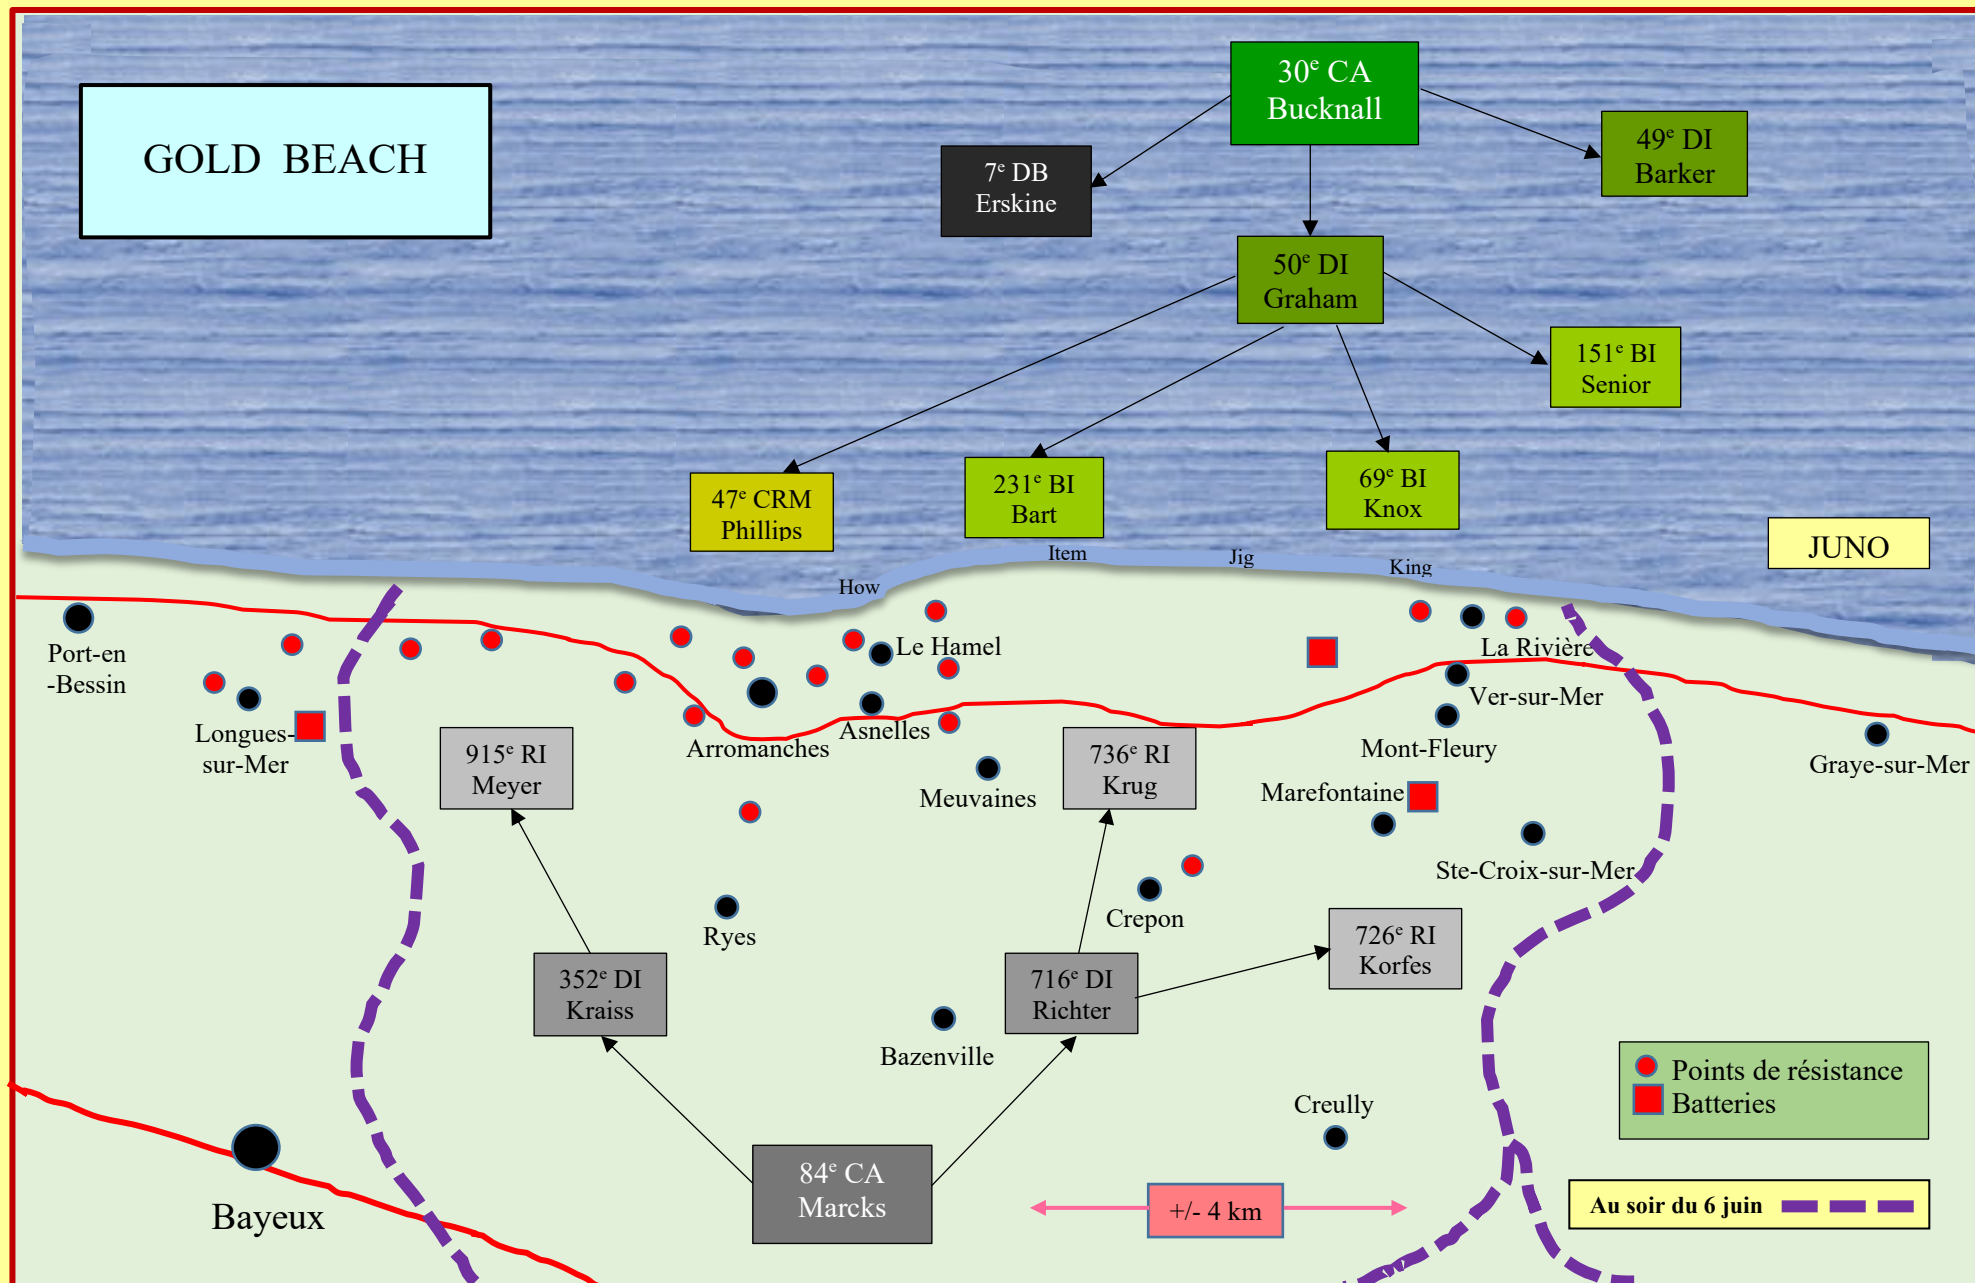 GOLD BEACH
30e CA
Bucknall
49e DI
Barker
7e DB
Erskine
50e DI
Graham
151e BI
Senior
47e CRM
Phillips
231e BI
Bart
69e BI
Knox
JUNO
How
Item
Jig
King
Port-en
-Bessin
Le Hamel
La Rivière
Ver-sur-Mer
Longues-
sur-Mer
Arromanches
Asnelles
Mont-Fleury
Graye-sur-Mer
915e RI
Meyer
736e RI
Krug
Meuvaines
Marefontaine
Ste-Croix-sur-Mer
Ryes
Crepon
726e RI
Korfes
352e DI
Kraiss
716e DI
Richter
Bazenville
Creully
Points de résistance
Batteries
84e CA
Marcks
Bayeux
+/- 4 km
Au soir du 6 juin